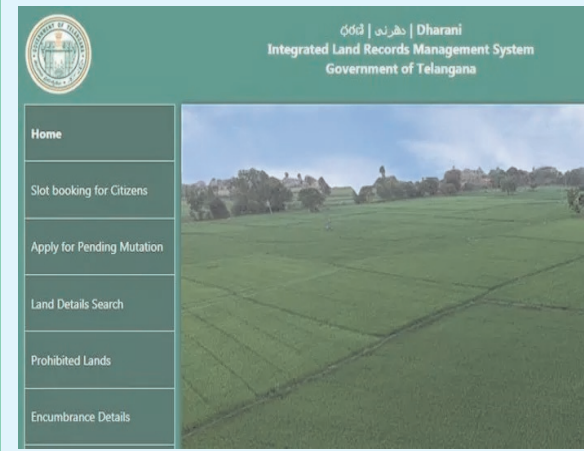 ధరణి | دھرنی | Dharani
Integrated Land Records Management System
Government of Telangana
Home
Slot booking for Citizens
Apply for Pending Mutation
Land Details Search
Prohibited Lands
Encumbrance Details